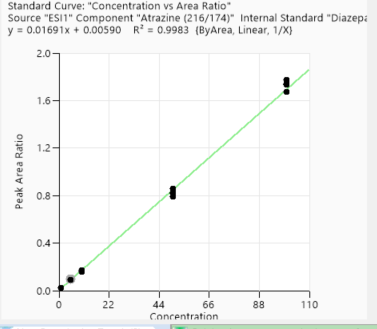 Standard Curve: "Concentration vs Area Ratio"
Source "ESI1" Component "Atrazine (216/174)" Internal Standard "Diazepa
y = 0.01691x + 0.00590 R² = 0.9983 {ByArea, Linear, 1/X}
2.0
1.6
1.2
0.8
0.4
0.0
Peak Area Ratio
0 22 44 66 88 110
Concentration